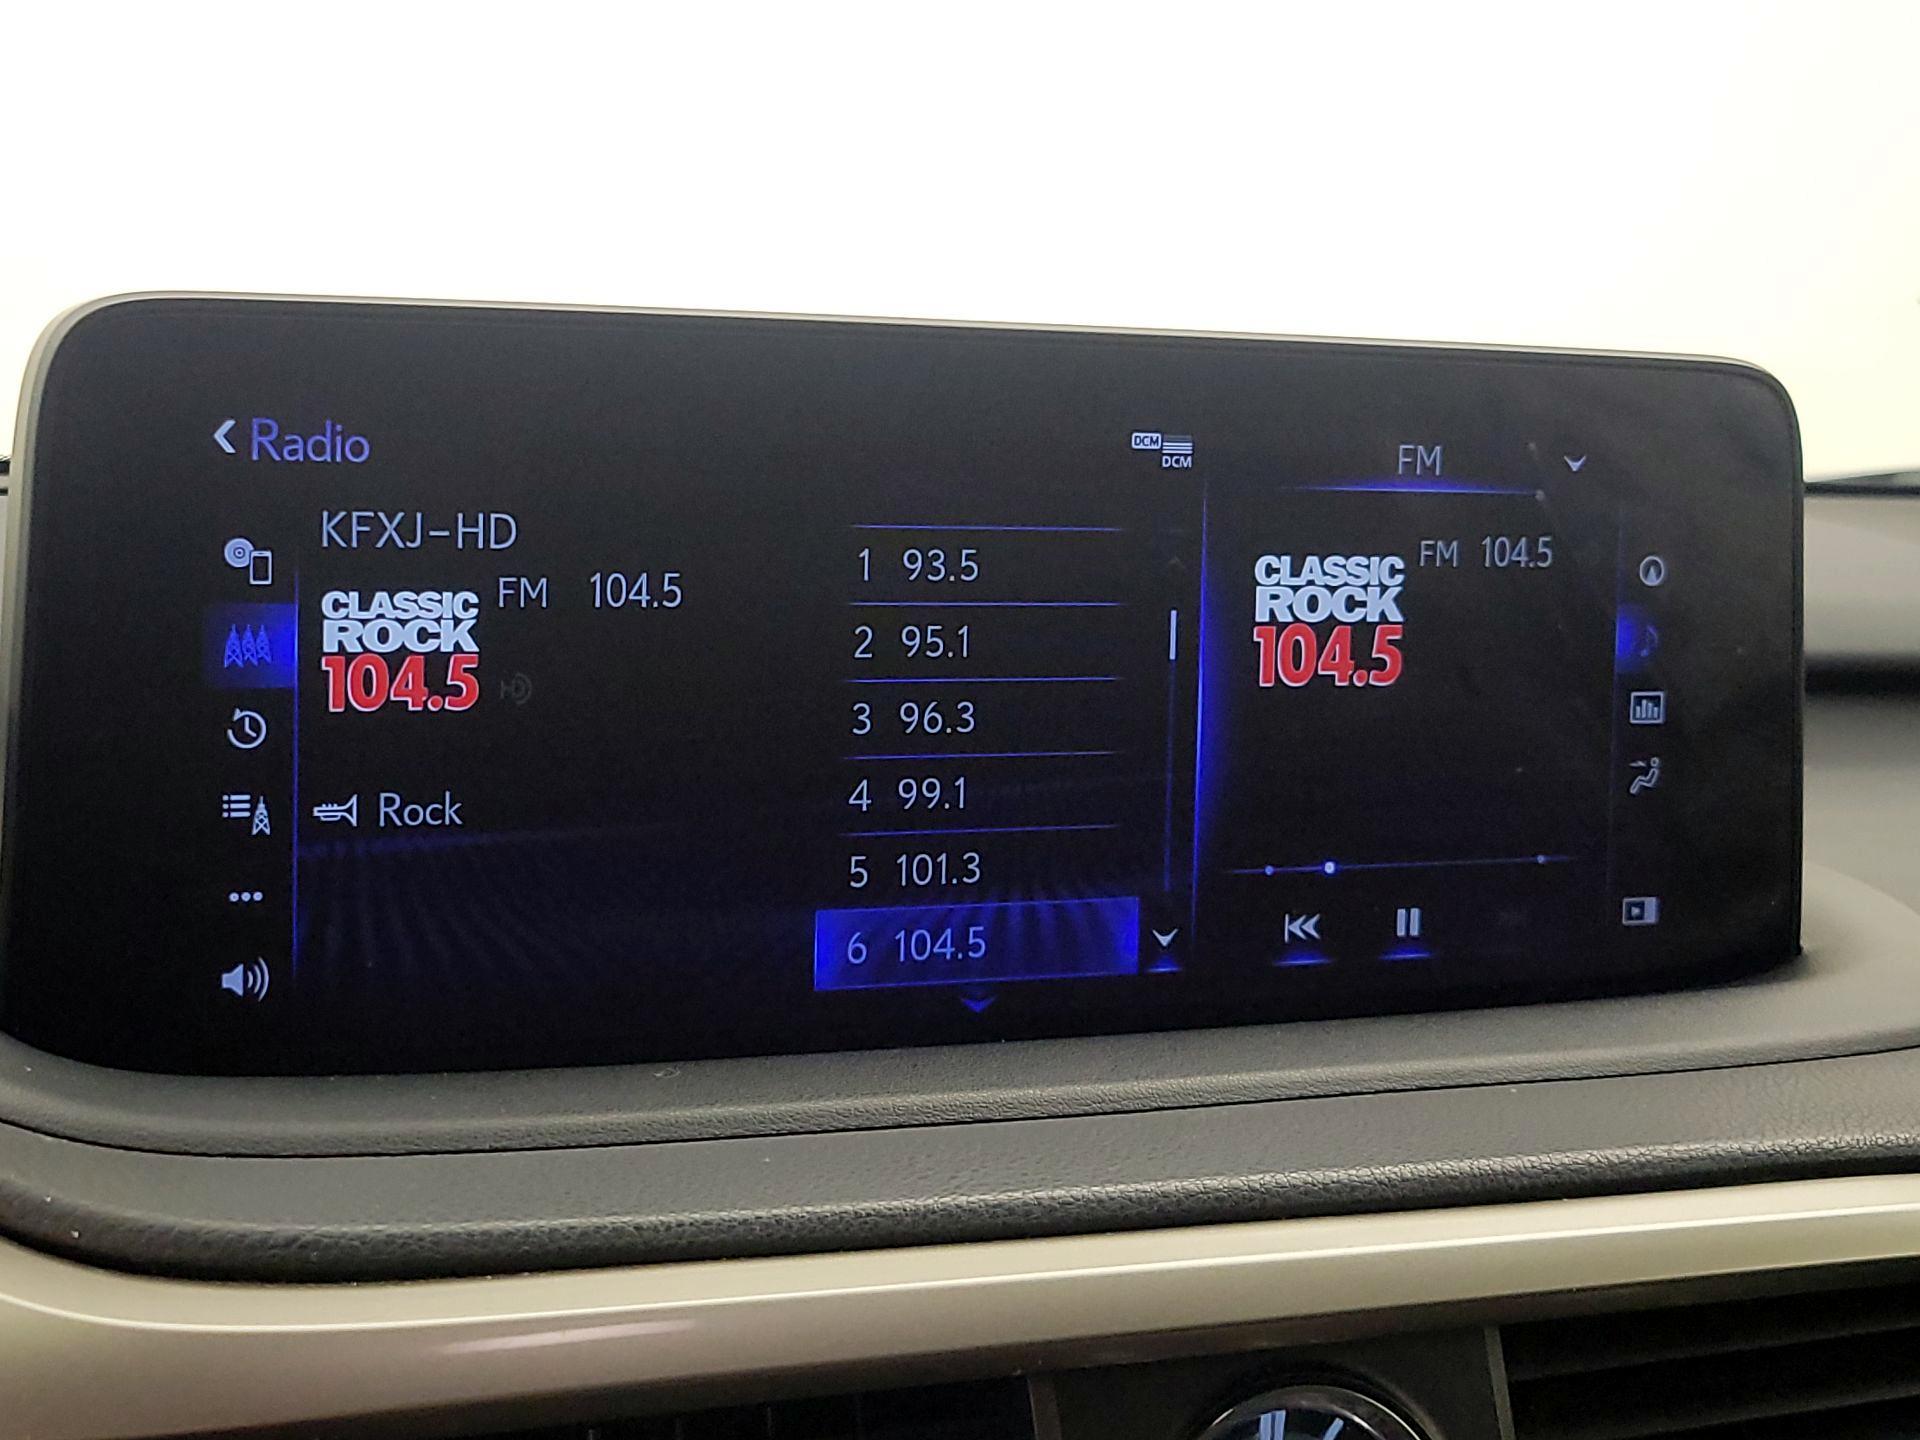 Radio
DCM
DCM
KFXJ-HD
CLASSIC
ROCK
104.5
FM 104.5
HD
Rock
1 93.5
2 95.1
3 96.3
4 99.1
5 101.3
6 104.5
FM
CLASSIC
ROCK
104.5
FM 104.5